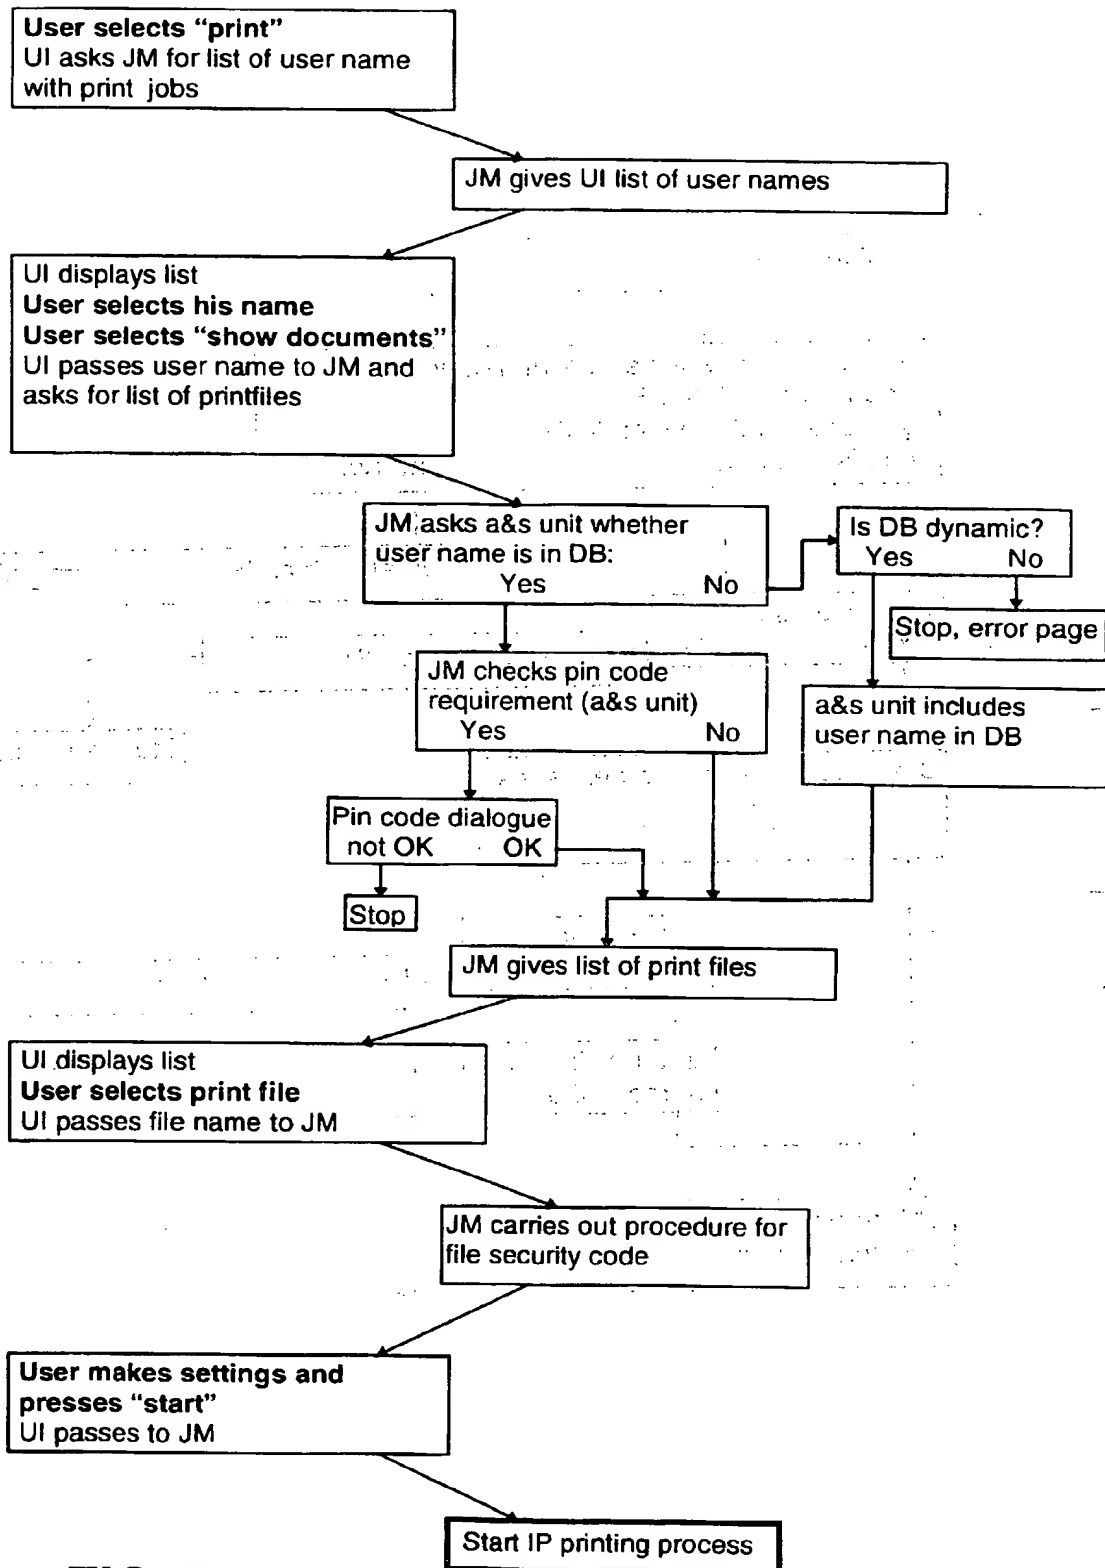 User selects “print”
UI asks JM for list of user name
with print jobs
JM gives UI list of user names
UI displays list
User selects his name
User selects “show documents”
UI passes user name to JM and
asks for list of printfiles
JM asks a&s unit whether
user name is in DB:
Yes No
Is DB dynamic?
Yes No
Stop, error page
JM checks pin code
requirement (a&s unit)
Yes No
a&s unit includes
user name in DB
Pin code dialogue
not OK OK
Stop
JM gives list of print files
UI displays list
User selects print file
UI passes file name to JM
JM carries out procedure for
file security code
User makes settings and
presses “start”
UI passes to JM
Start IP printing process